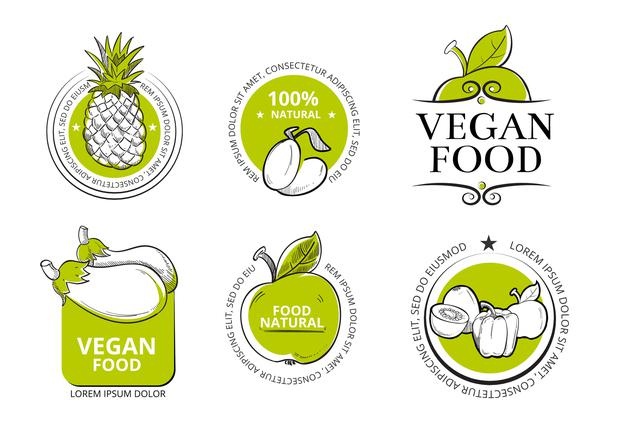 ADIPISCING ELIT, SED DO EIUSM
REM IPSUM DOLOR SIT AMET, CONSECTETUR
REM IPSUM DOLOR SIT AMET, CONSECTETUR ADIPISCING ELIT, SED DO EIU
100%
NATURAL
VEGAN
FOOD
VEGAN
FOOD
LOREM IPSUM DOLOR
REM IPSUM DOLOR SIT AMET, CONSECTETUR ADIPISCING ELIT, SED DO EIU
FOOD
NATURAL
LOREM IPSUM DOLOR SIT AMET, CONSECTETUR ADIPISCING ELIT, SED DO EIUSMOD